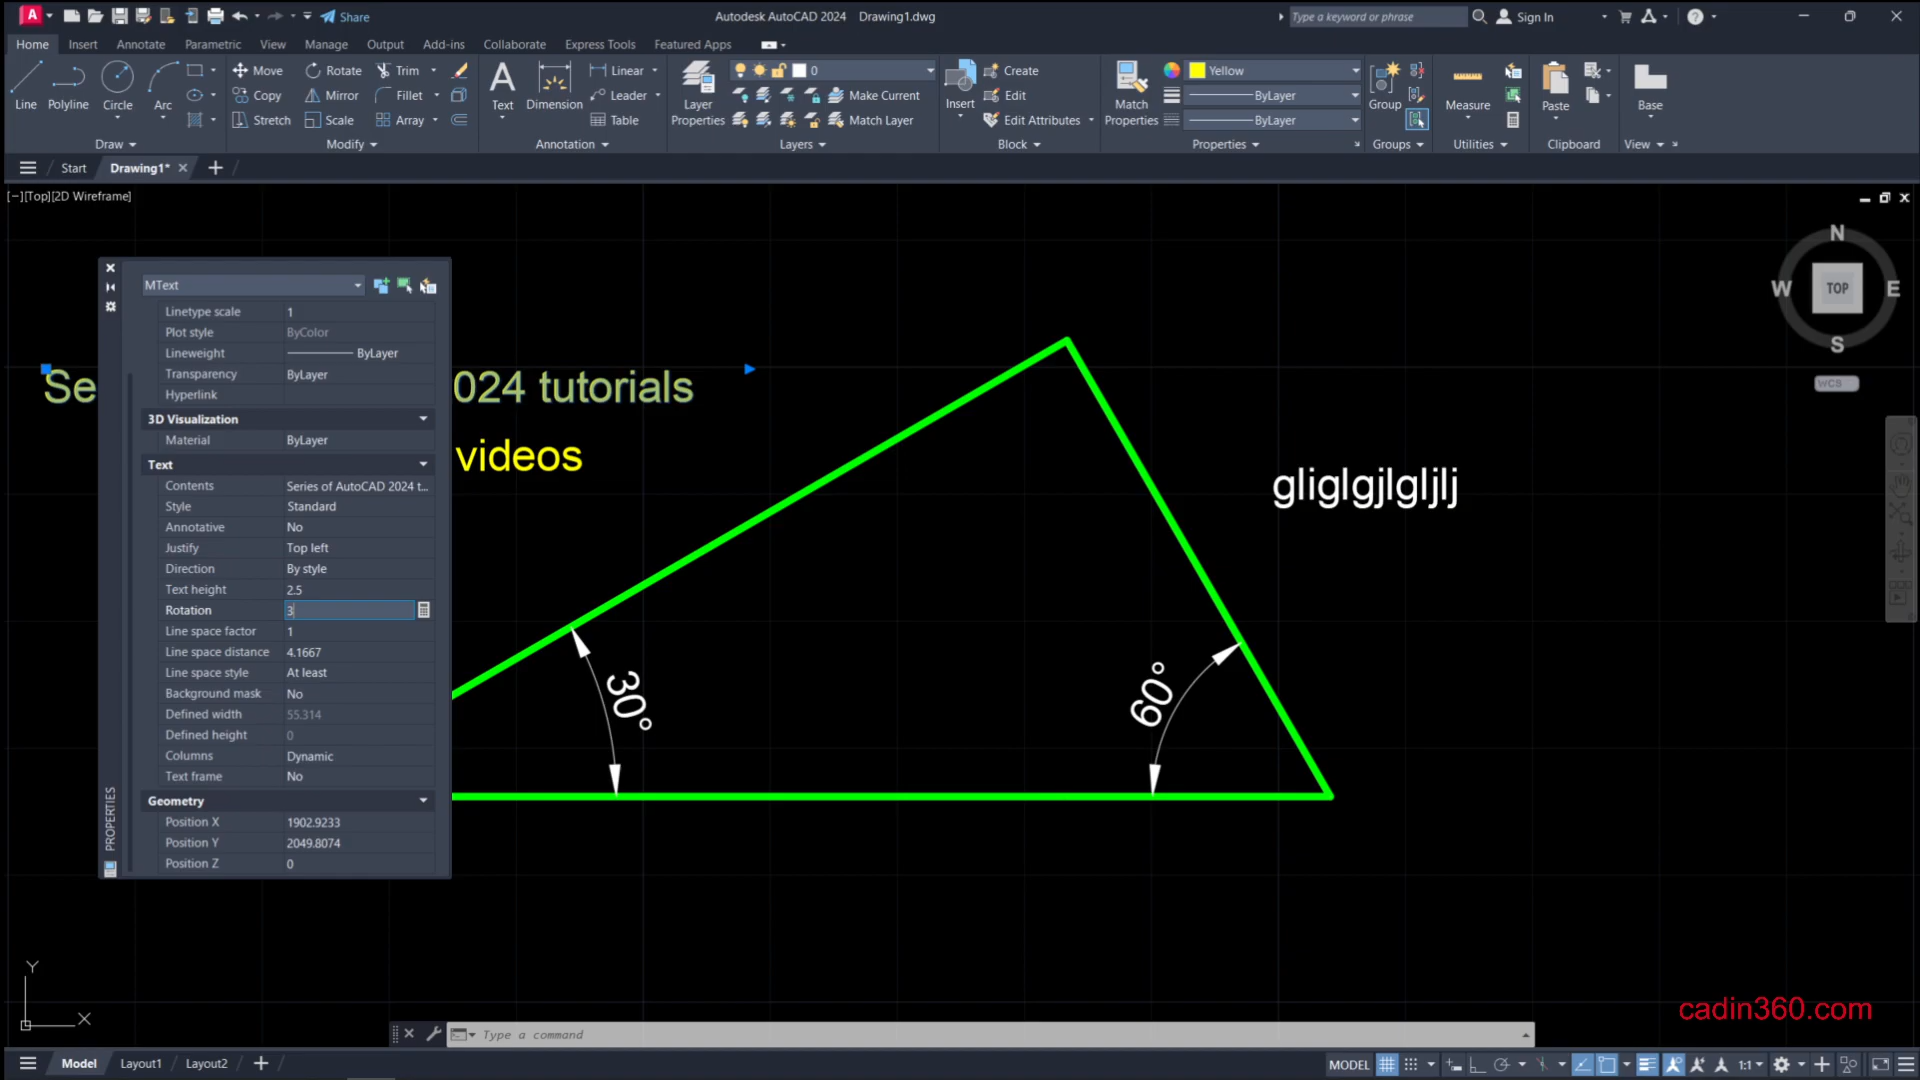 Share
Autodesk AutoCAD 2024 Drawing1.dwg
Type a keyword or phrase
Sign In
Home Insert Annotate Parametric View Manage Output Add-ins Collaborate Express Tools Featured Apps
Line Polyline Circle Arc
Move Rotate Trim
Copy Mirror Fillet
Stretch Scale Array
Text Dimension
Linear
Leader
Table
Layer Properties
0
Make Current
Match Layer
Insert
Create
Edit
Edit Attributes
Match Properties
Yellow
ByLayer
ByLayer
Group
Measure
Paste
Base
Draw Modify Annotation Layers Block Properties Groups Utilities Clipboard View
Start Drawing1*
[−][Top][2D Wireframe]
N
W TOP E
S
WCS
MText
Linetype scale 1
Plot style ByColor
Lineweight ByLayer
Transparency ByLayer
Hyperlink
3D Visualization
Material ByLayer
Text
Contents Series of AutoCAD 2024 t...
Style Standard
Annotative No
Justify Top left
Direction By style
Text height 2.5
Rotation 3
Line space factor 1
Line space distance 4.1667
Line space style At least
Background mask No
Defined width 55.314
Defined height 0
Columns Dynamic
Text frame No
Geometry
Position X 1902.9233
Position Y 2049.8074
Position Z 0
PROPERTIES
Se
024 tutorials
videos
gliglgjlgljlj
30°
60°
Y
X
cadin360.com
Type a command
Model Layout1 Layout2
MODEL
1:1